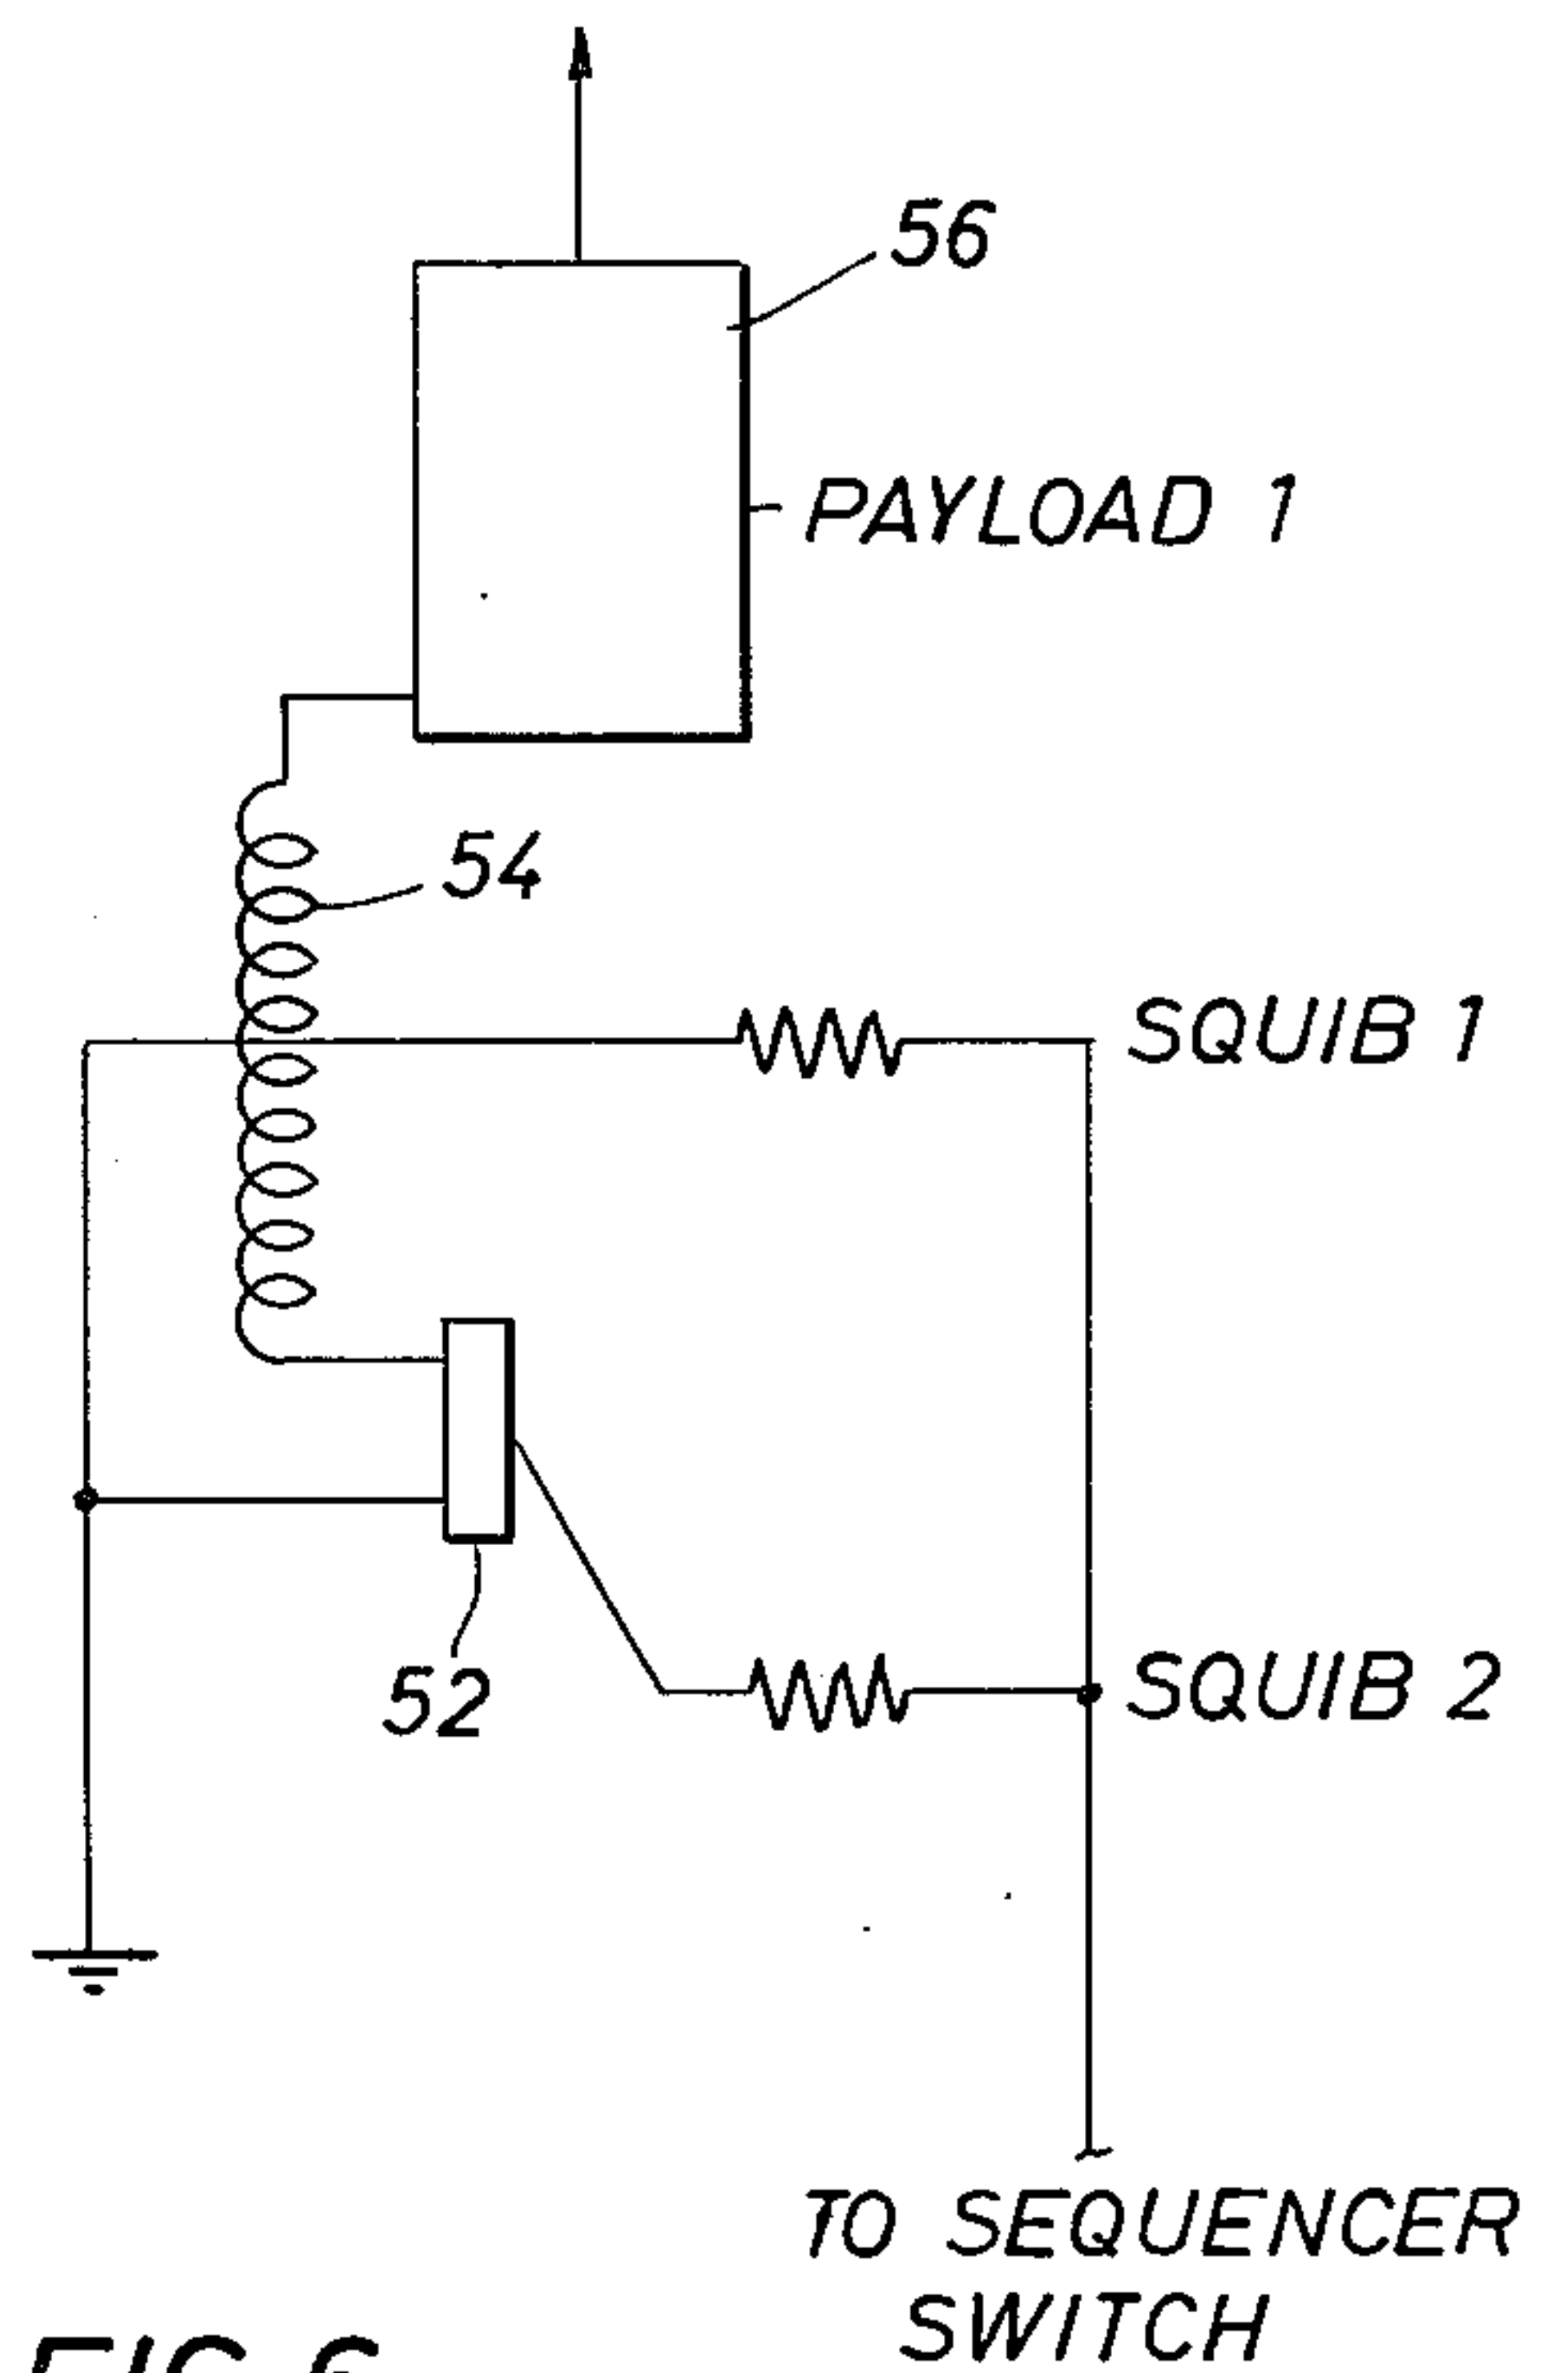 56
PAYLOAD 1
54
SQUIB 1
SQUIB 2
52
TO SEQUENCER
SWITCH